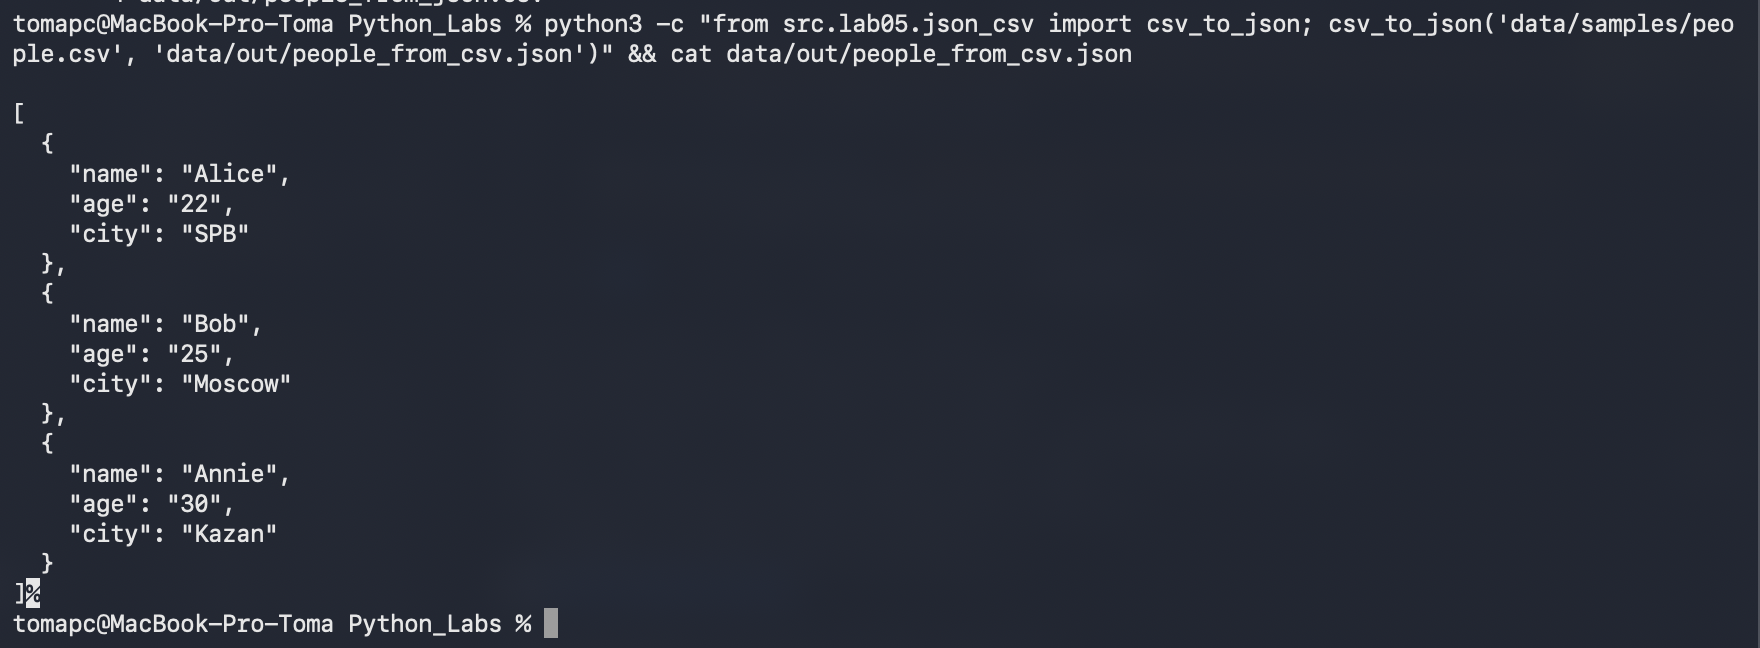 tomapc@MacBook-Pro-Toma Python_Labs % python3 -c "from src.lab05.json_csv import csv_to_json; csv_to_json('data/samples/peo
ple.csv', 'data/out/people_from_csv.json')" && cat data/out/people_from_csv.json
[
  {
    "name": "Alice",
    "age": "22",
    "city": "SPB"
  },
  {
    "name": "Bob",
    "age": "25",
    "city": "Moscow"
  },
  {
    "name": "Annie",
    "age": "30",
    "city": "Kazan"
  }
]%
tomapc@MacBook-Pro-Toma Python_Labs %